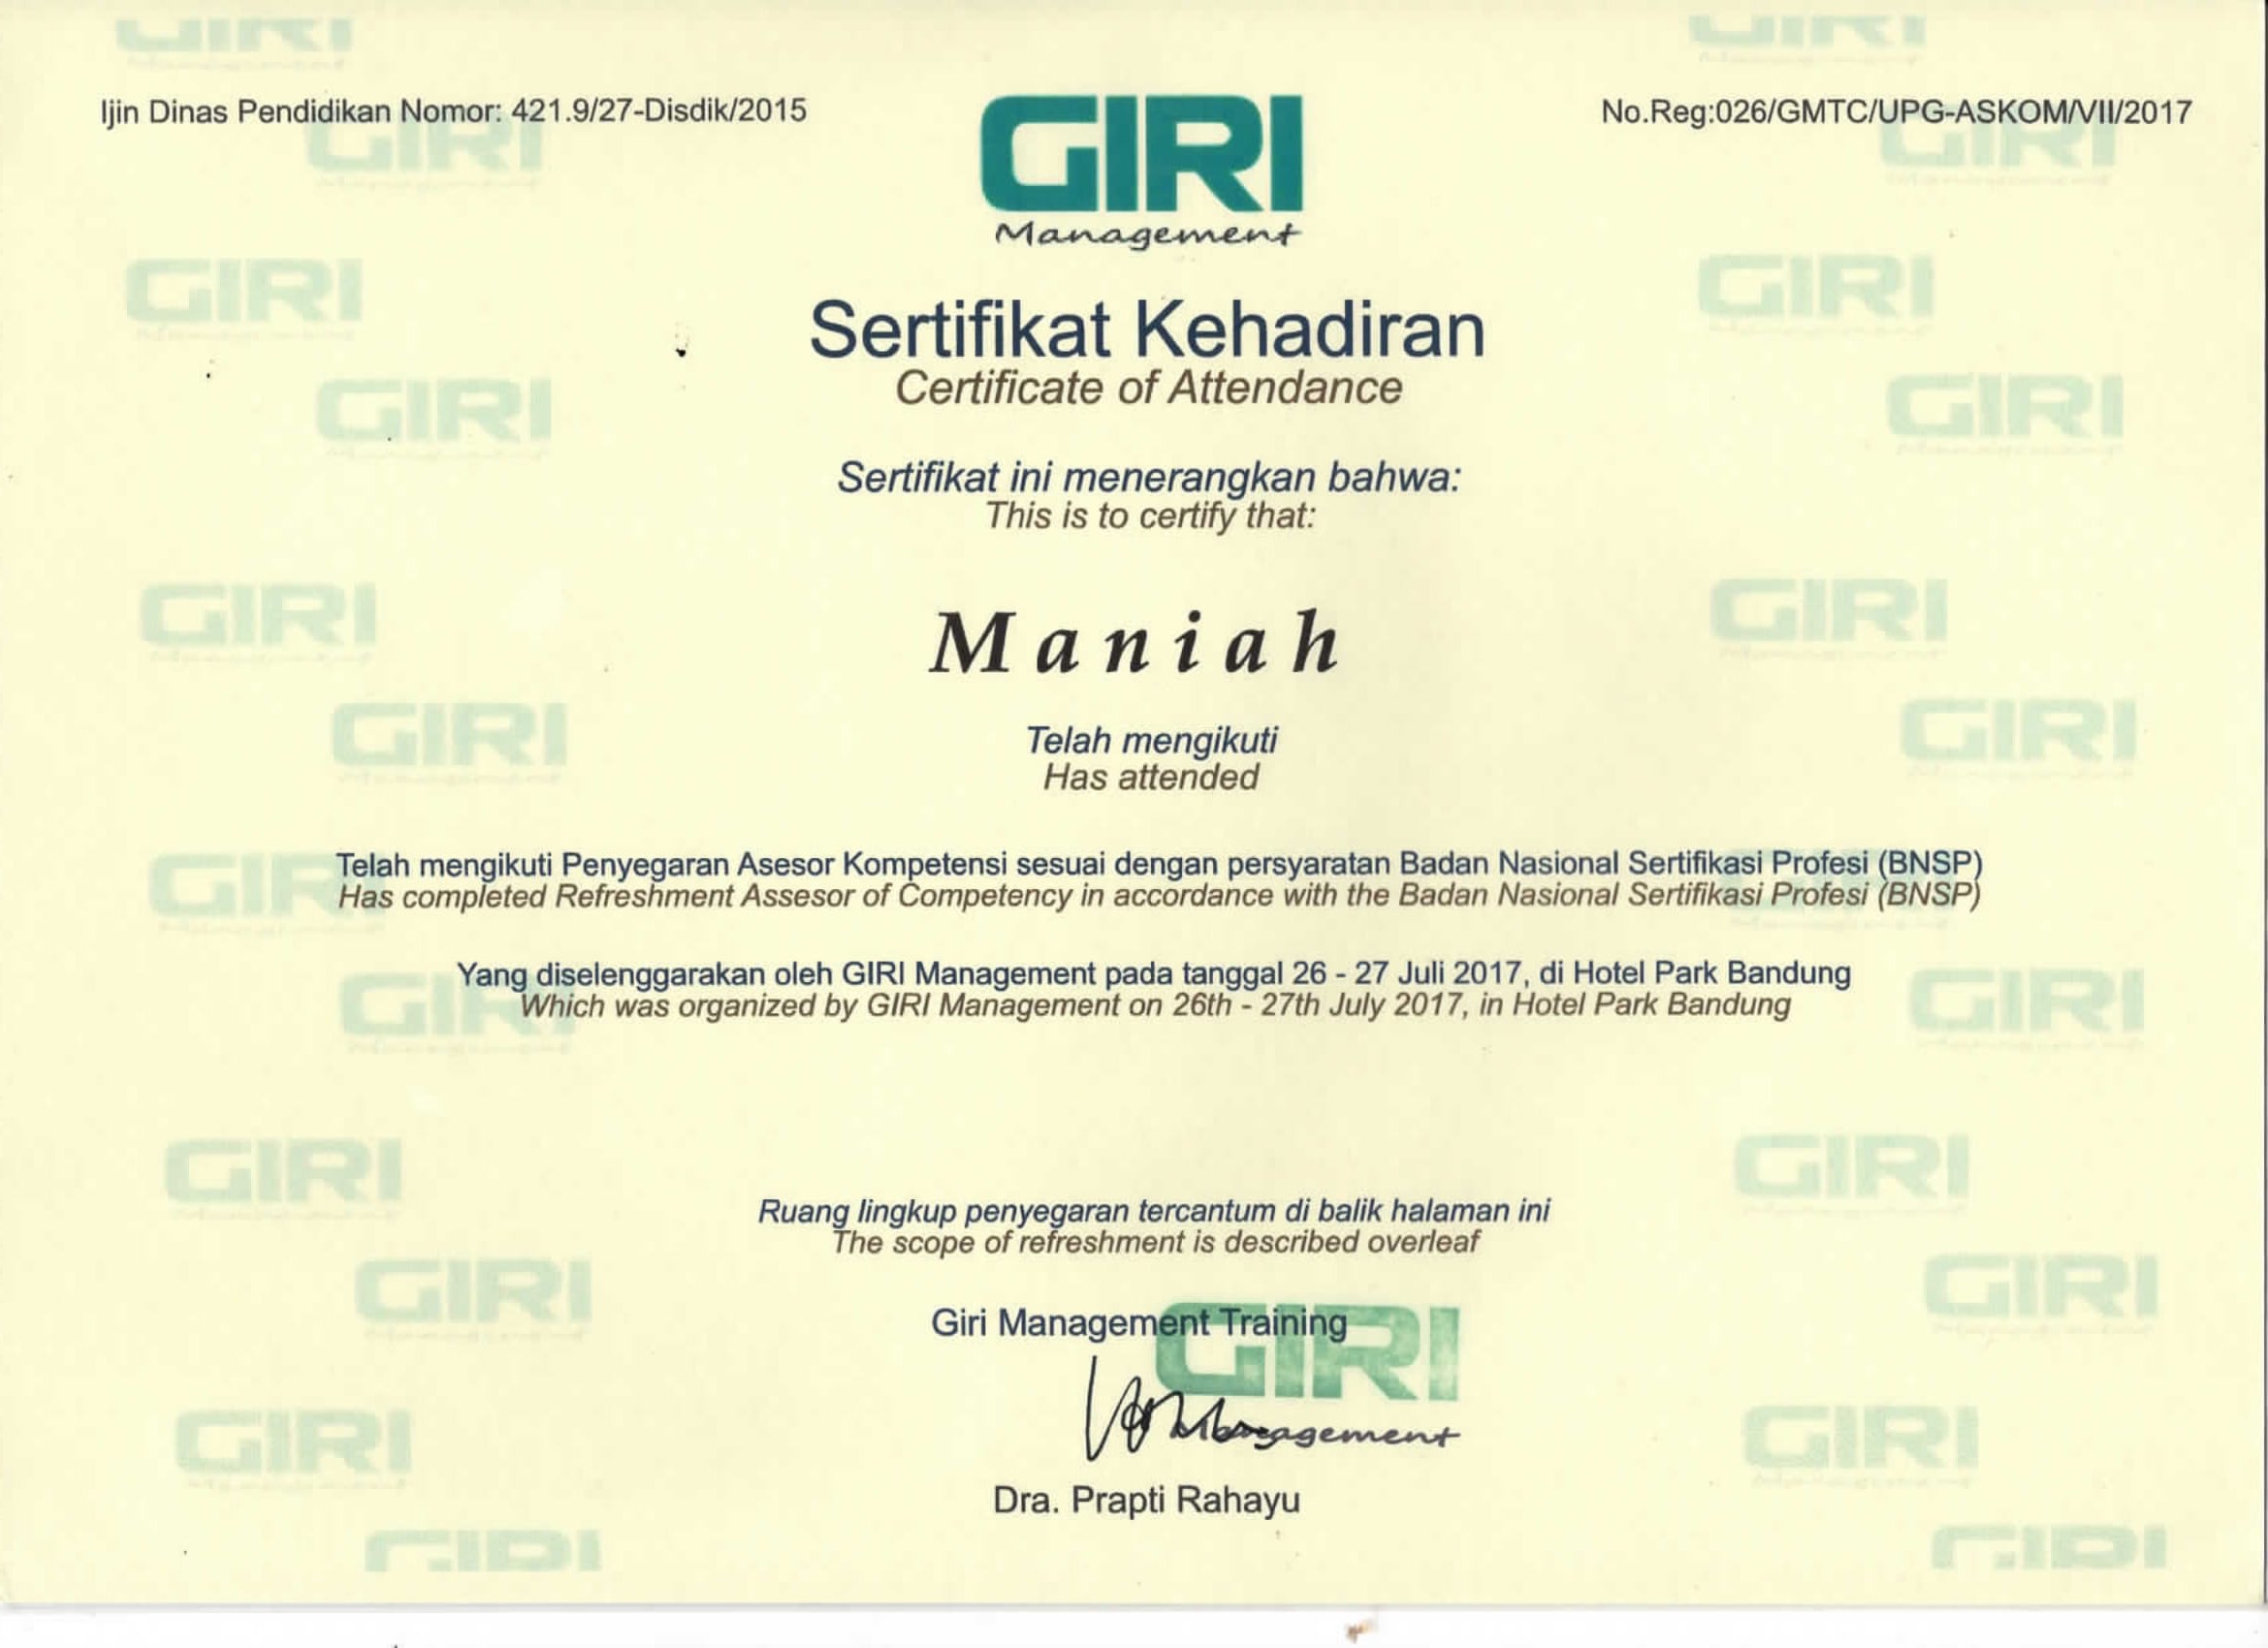 Ijin Dinas Pendidikan Nomor: 421.9/27-Disdik/2015
No.Reg:026/GMTC/UPG-ASKOM/VII/2017
GIRI
Management
Sertifikat Kehadiran
Certificate of Attendance
Sertifikat ini menerangkan bahwa:
This is to certify that:
Maniah
Telah mengikuti
Has attended
Telah mengikuti Penyegaran Asesor Kompetensi sesuai dengan persyaratan Badan Nasional Sertifikasi Profesi (BNSP)
Has completed Refreshment Assesor of Competency in accordance with the Badan Nasional Sertifikasi Profesi (BNSP)
Yang diselenggarakan oleh GIRI Management pada tanggal 26 - 27 Juli 2017, di Hotel Park Bandung
Which was organized by GIRI Management on 26th - 27th July 2017, in Hotel Park Bandung
Ruang lingkup penyegaran tercantum di balik halaman ini
The scope of refreshment is described overleaf
Giri Management Training
GIRI
Management
Dra. Prapti Rahayu